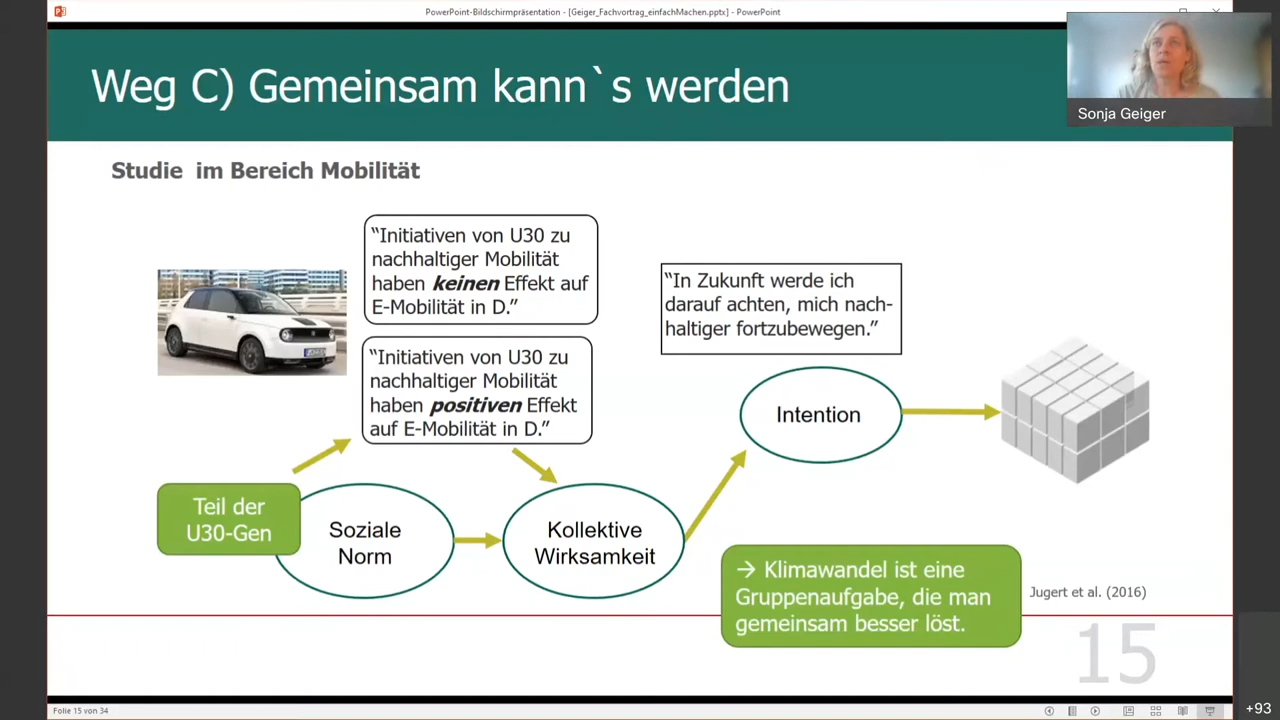 PowerPoint-Bildschirmpräsentation - [Geiger_Fachvortrag_einfachMachen.pptx] - PowerPoint
Weg C) Gemeinsam kann`s werden
Sonja Geiger
Studie im Bereich Mobilität
“Initiativen von U30 zu
nachhaltiger Mobilität
haben keinen Effekt auf
E-Mobilität in D.”
“Initiativen von U30 zu
nachhaltiger Mobilität
haben positiven Effekt
auf E-Mobilität in D.”
“In Zukunft werde ich
darauf achten, mich nach-
haltiger fortzubewegen.”
Intention
Teil der
U30-Gen
Soziale
Norm
Kollektive
Wirksamkeit
→ Klimawandel ist eine
Gruppenaufgabe, die man
gemeinsam besser löst.
Jugert et al. (2016)
15
Folie 15 von 34
+93